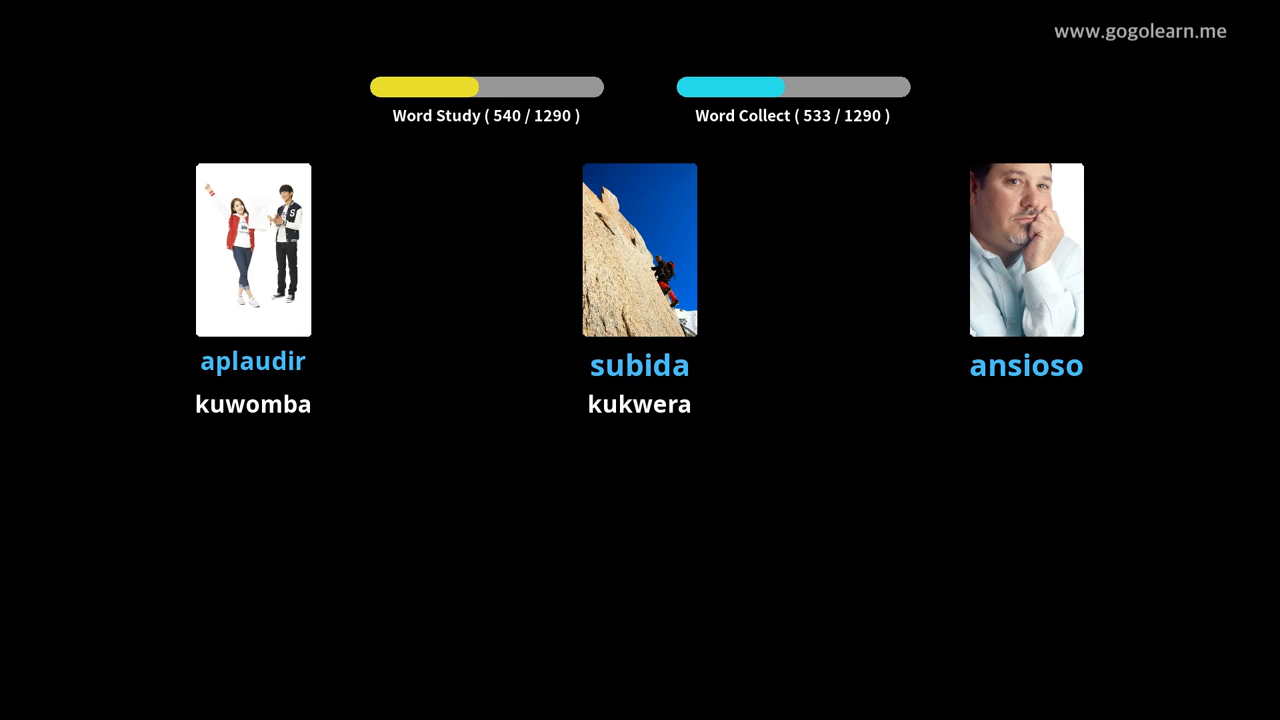 www.gogolearn.me
Word Study ( 540 / 1290 )
Word Collect ( 533 / 1290 )
aplaudir
subida
ansioso
kuwomba
kukwera